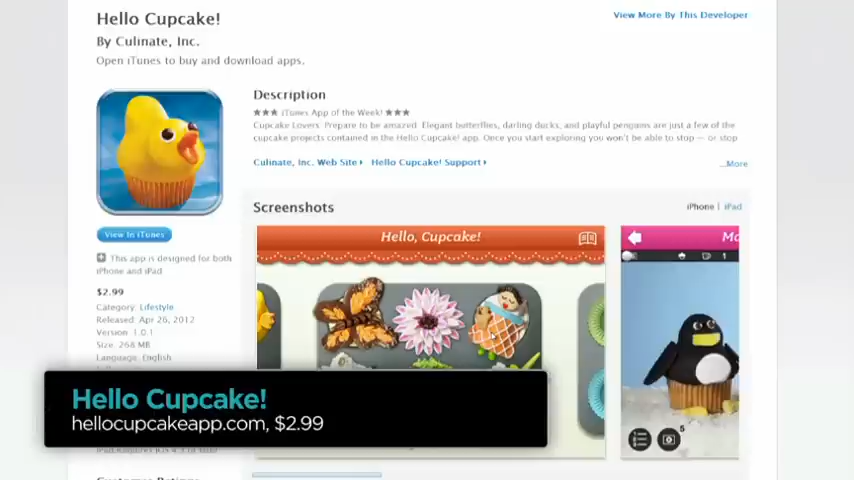 Hello Cupcake!
View More By This Developer
By Culinate, Inc.
Open iTunes to buy and download apps.
Description
★★★ iTunes App of the Week! ★★★
Cupcake Lovers: Prepare to be amazed. Elegant butterflies, darling ducks, and playful penguins are just a few of the
cupcake projects contained in the Hello Cupcake! app. Once you start exploring you won't be able to stop — or stop
Culinate, Inc. Web Site
Hello Cupcake! Support
...More
Screenshots
iPhone | iPad
View In iTunes
Hello, Cupcake!
Mo
1
This app is designed for both
iPhone and iPad
$2.99
Category: Lifestyle
Released: Apr 26, 2012
Version: 1.0.1
Size: 268 MB
Language: English
5
Hello Cupcake!
hellocupcakeapp.com, $2.99
Customer Ratings